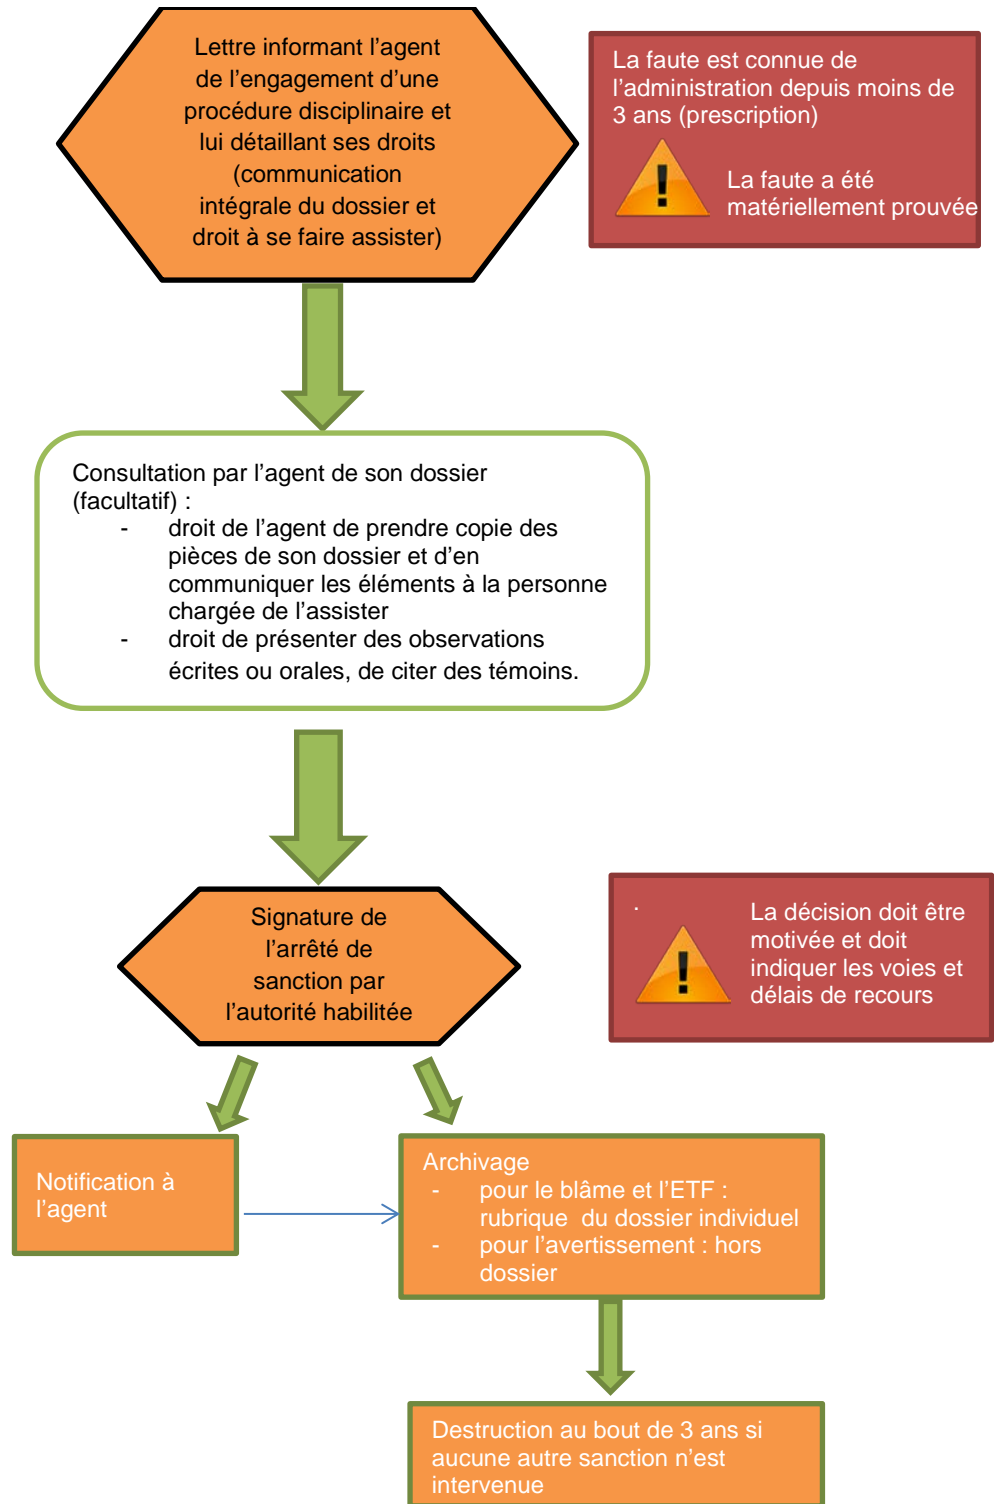 Lettre informant l’agent
de l’engagement d’une
procédure disciplinaire et
lui détaillant ses droits
(communication
intégrale du dossier et
droit à se faire assister)
La faute est connue de
l’administration depuis moins de
3 ans (prescription)
La faute a été
matériellement prouvée
Consultation par l’agent de son dossier
(facultatif) :
- droit de l’agent de prendre copie des
pièces de son dossier et d’en
communiquer les éléments à la personne
chargée de l’assister
- droit de présenter des observations
écrites ou orales, de citer des témoins.
Signature de
l’arrêté de
sanction par
l’autorité habilitée
.
La décision doit être
motivée et doit
indiquer les voies et
délais de recours
Notification à
l’agent
Archivage
- pour le blâme et l’ETF :
rubrique du dossier individuel
- pour l’avertissement : hors
dossier
Destruction au bout de 3 ans si
aucune autre sanction n’est
intervenue